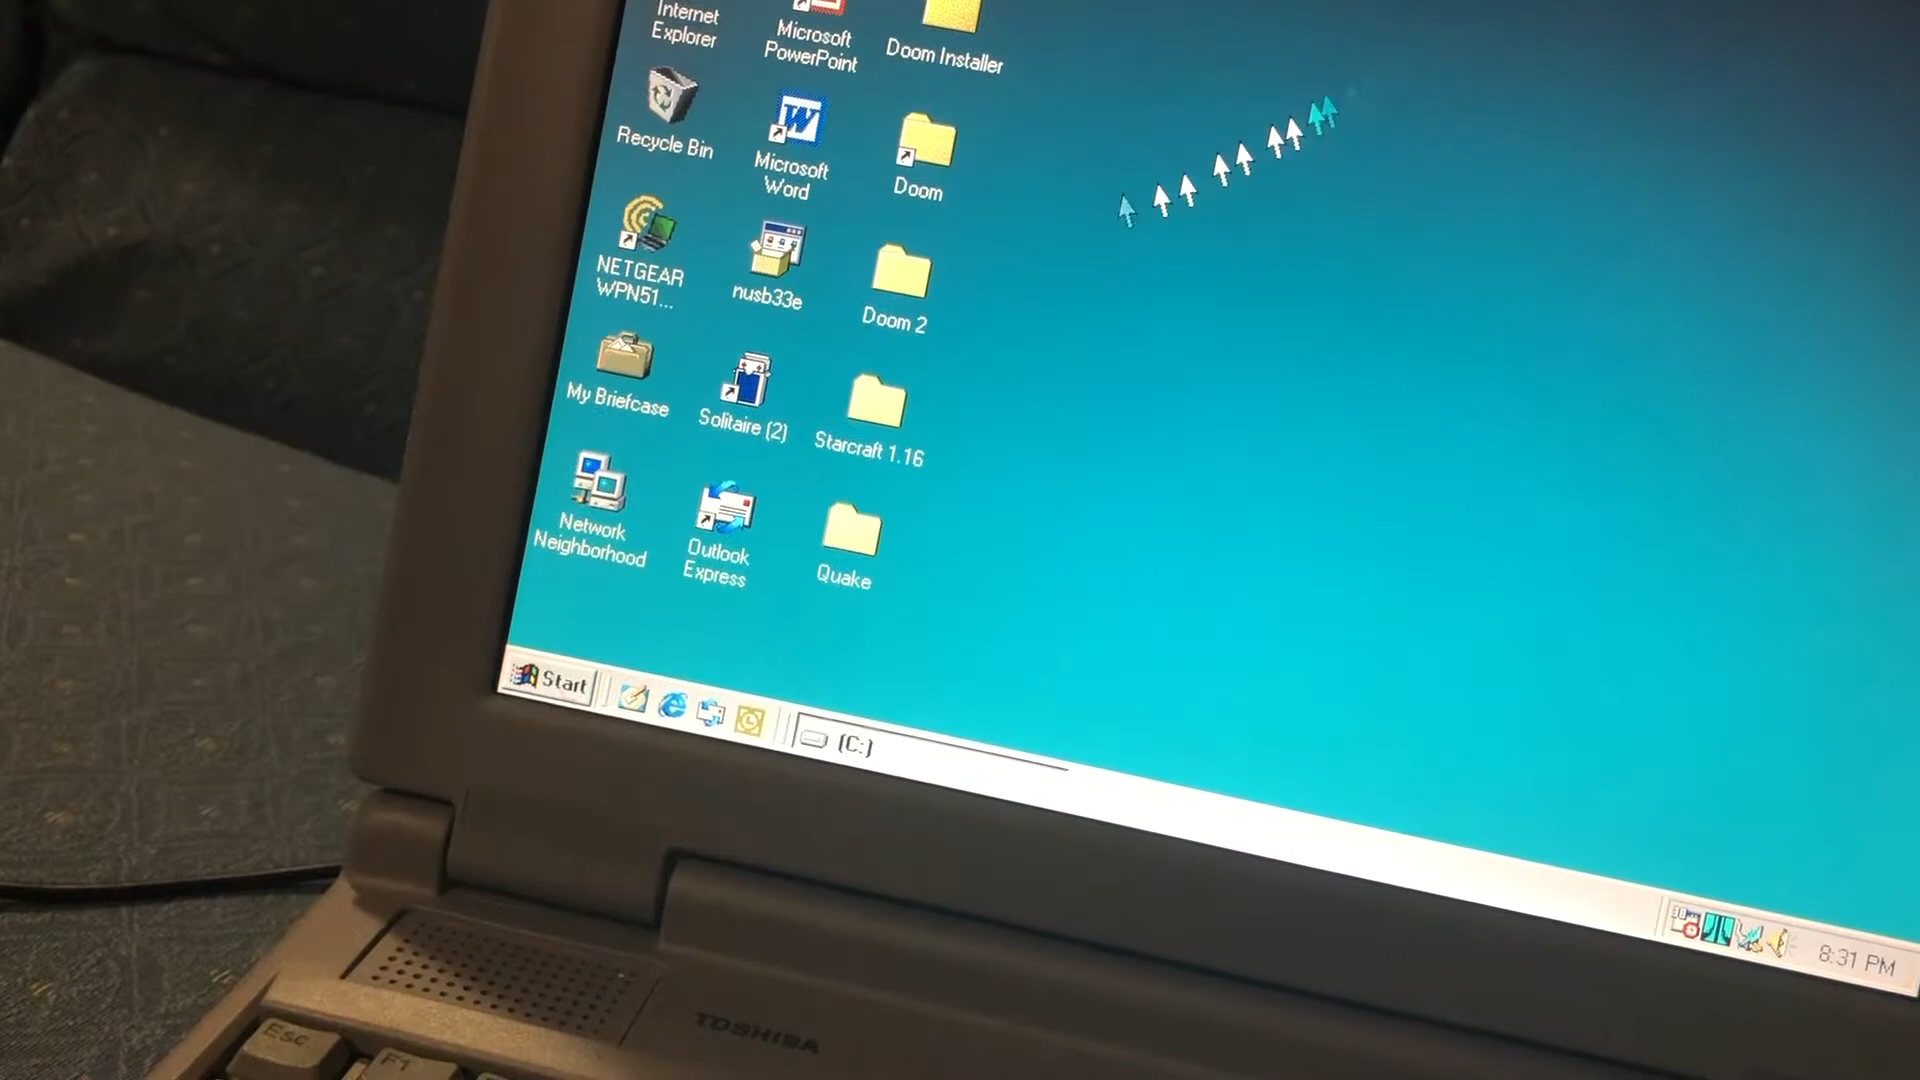 Internet
Explorer
Recycle Bin
NETGEAR
WPN51...
My Briefcase
Network
Neighborhood
Microsoft
PowerPoint
W
Microsoft
Word
nusb33e
Solitaire (2)
Outlook
Express
Doom Installer
Doom
Doom 2
Starcraft 1.16
Quake
Start
(C:)
8:31 PM
TOSHIBA
Esc
F1